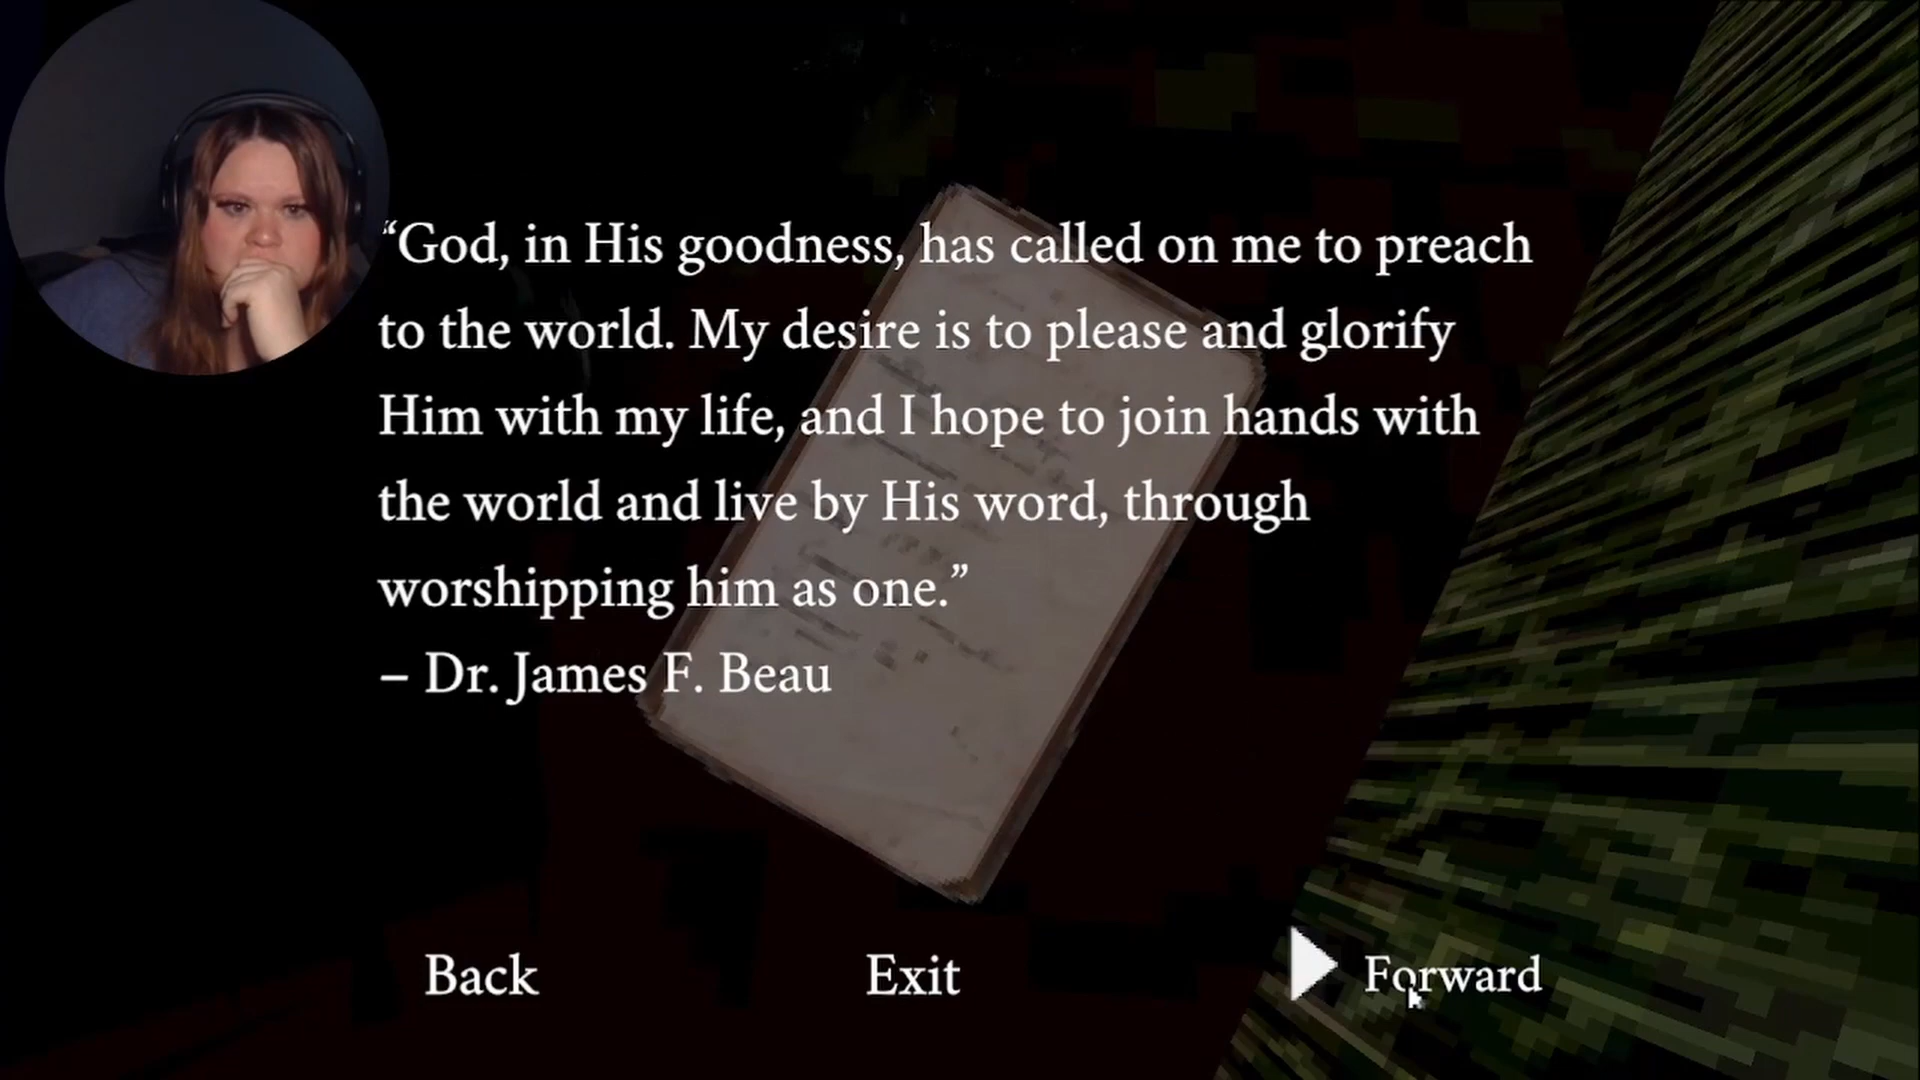 “God, in His goodness, has called on me to preach
to the world. My desire is to please and glorify
Him with my life, and I hope to join hands with
the world and live by His word, through
worshipping him as one.”
– Dr. James F. Beau
Back Exit Forward